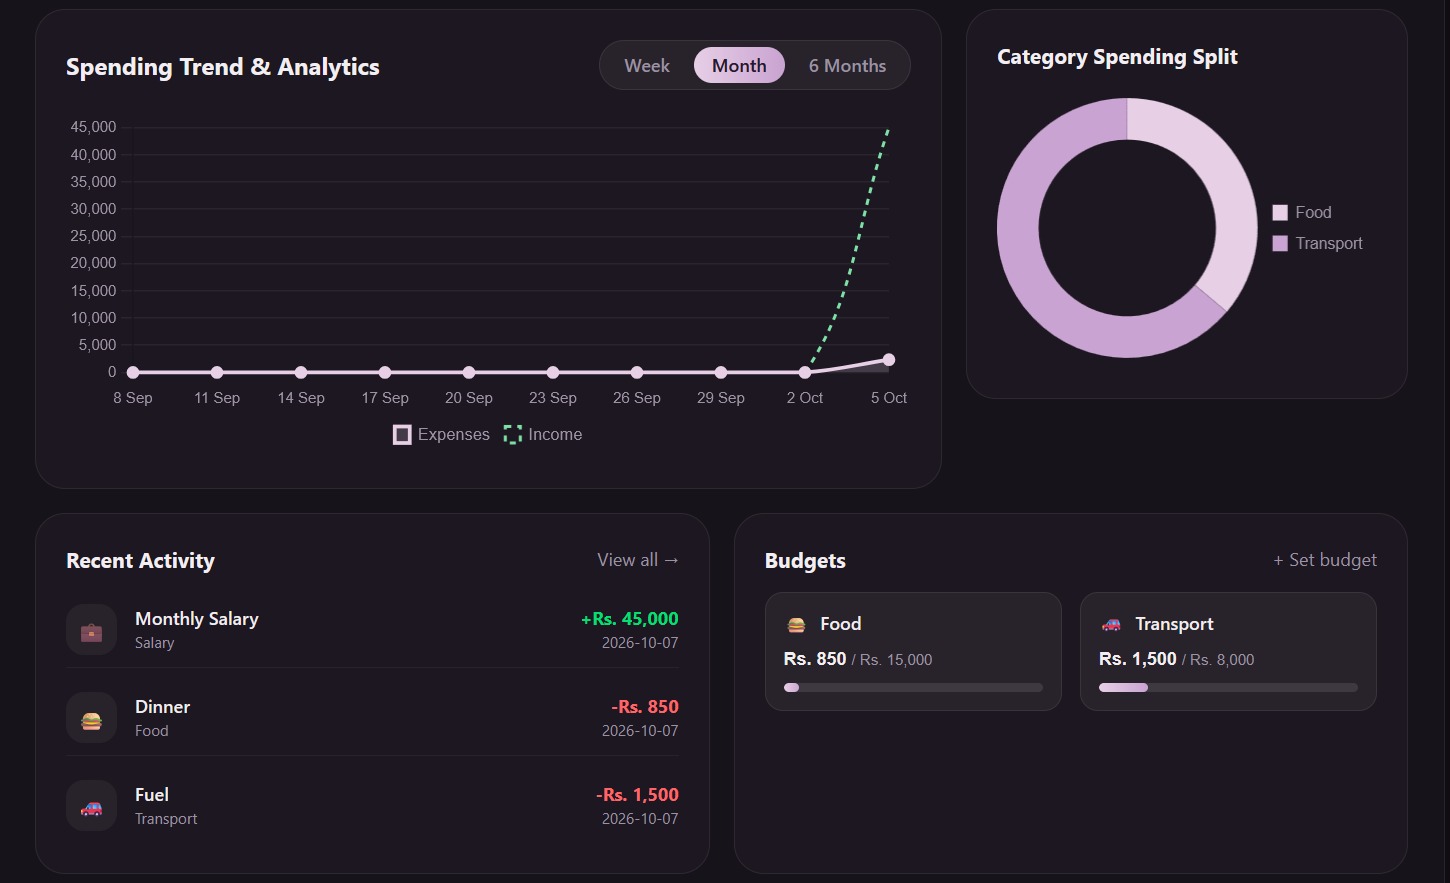 Spending Trend & Analytics
Week Month 6 Months
45,000
40,000
35,000
30,000
25,000
20,000
15,000
10,000
5,000
0
8 Sep 11 Sep 14 Sep 17 Sep 20 Sep 23 Sep 26 Sep 29 Sep 2 Oct 5 Oct
Expenses Income
Category Spending Split
Food
Transport
Recent Activity View all →
Monthly Salary +Rs. 45,000
Salary 2026-10-07
Dinner -Rs. 850
Food 2026-10-07
Fuel -Rs. 1,500
Transport 2026-10-07
Budgets + Set budget
Food
Rs. 850 / Rs. 15,000
Transport
Rs. 1,500 / Rs. 8,000